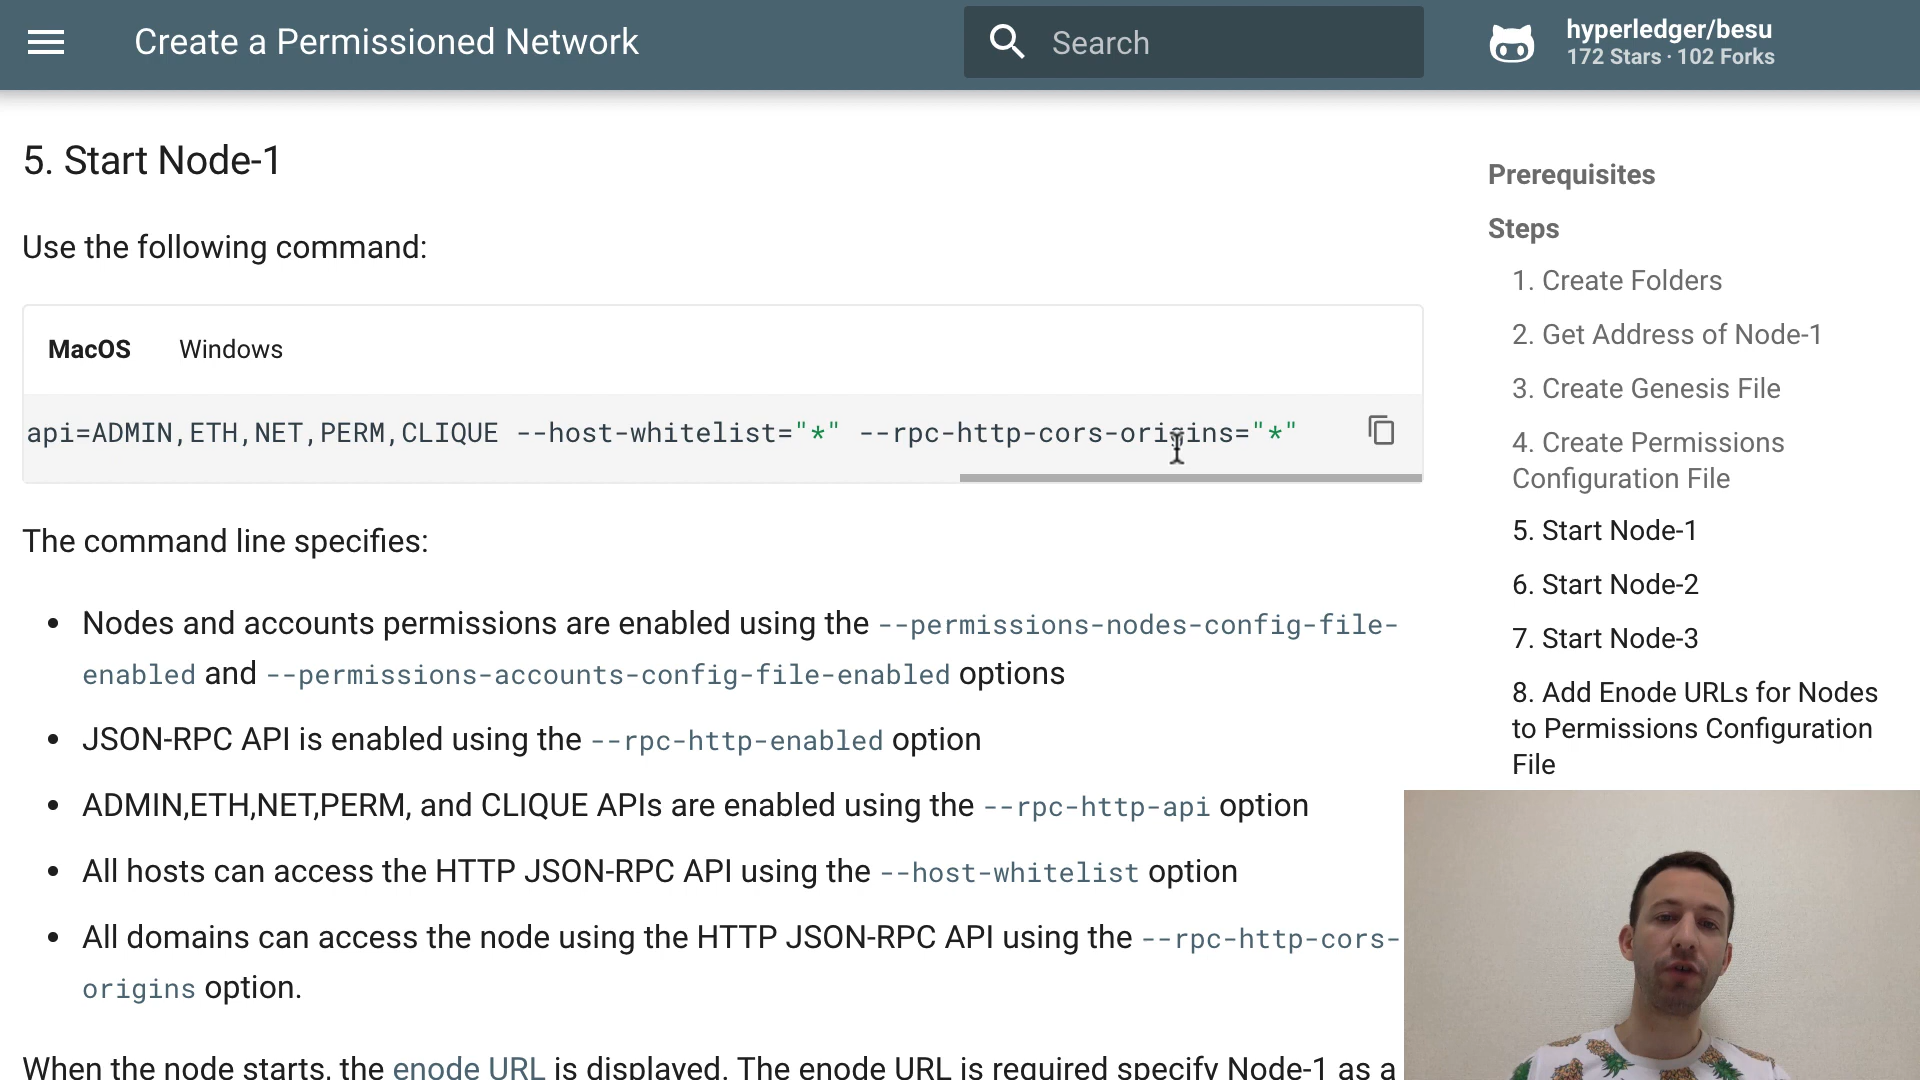 Create a Permissioned Network
Search
hyperledger/besu
172 Stars · 102 Forks
5. Start Node-1
Use the following command:
MacOS Windows
api=ADMIN,ETH,NET,PERM,CLIQUE --host-whitelist="*" --rpc-http-cors-origins="*"
The command line specifies:
Nodes and accounts permissions are enabled using the --permissions-nodes-config-file-
enabled and --permissions-accounts-config-file-enabled options
JSON-RPC API is enabled using the --rpc-http-enabled option
ADMIN,ETH,NET,PERM, and CLIQUE APIs are enabled using the --rpc-http-api option
All hosts can access the HTTP JSON-RPC API using the --host-whitelist option
All domains can access the node using the HTTP JSON-RPC API using the --rpc-http-cors-
origins option.
When the node starts, the enode URL is displayed. The enode URL is required specify Node-1 as a
Prerequisites
Steps
1. Create Folders
2. Get Address of Node-1
3. Create Genesis File
4. Create Permissions
Configuration File
5. Start Node-1
6. Start Node-2
7. Start Node-3
8. Add Enode URLs for Nodes
to Permissions Configuration
File